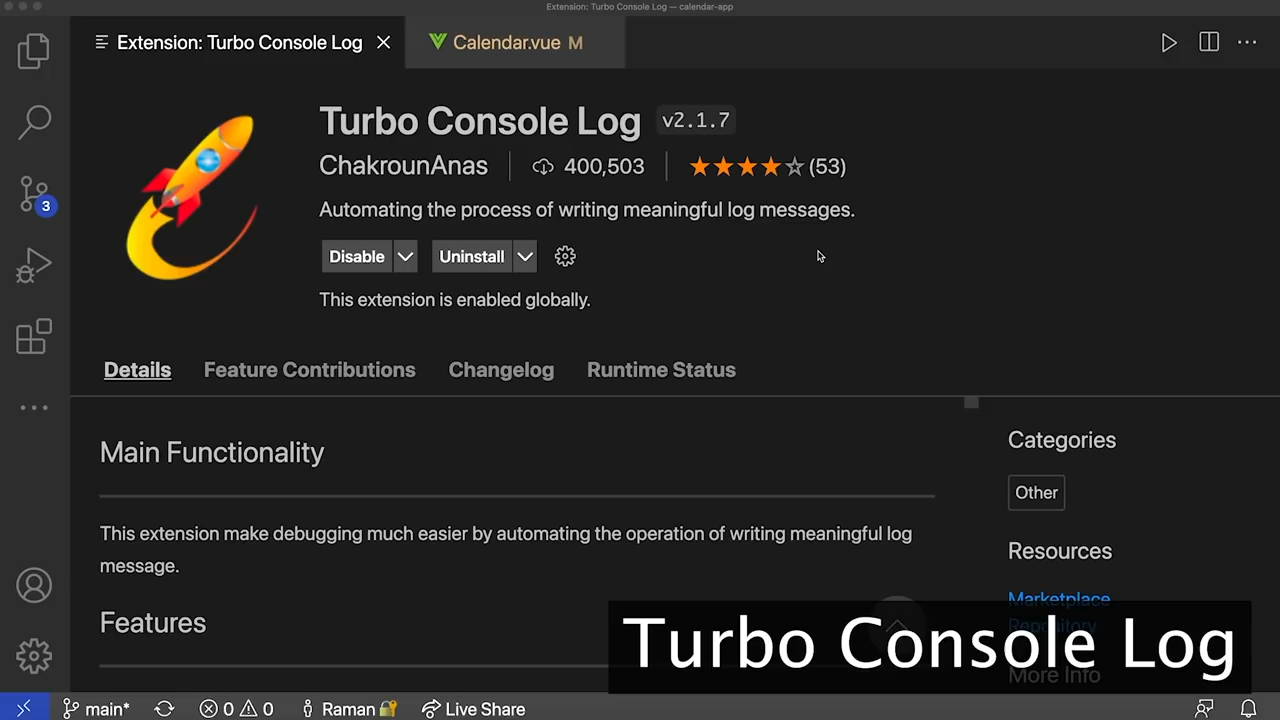 Extension: Turbo Console Log — calendar-app
Extension: Turbo Console Log
Calendar.vue M
Turbo Console Log v2.1.7
ChakrounAnas 400,503 (53)
Automating the process of writing meaningful log messages.
Disable Uninstall
This extension is enabled globally.
Details Feature Contributions Changelog Runtime Status
Main Functionality
This extension make debugging much easier by automating the operation of writing meaningful log
message.
Features
Categories
Other
Resources
Marketplace
Repository
More Info
Turbo Console Log
3
main* 0 0 Raman Live Share